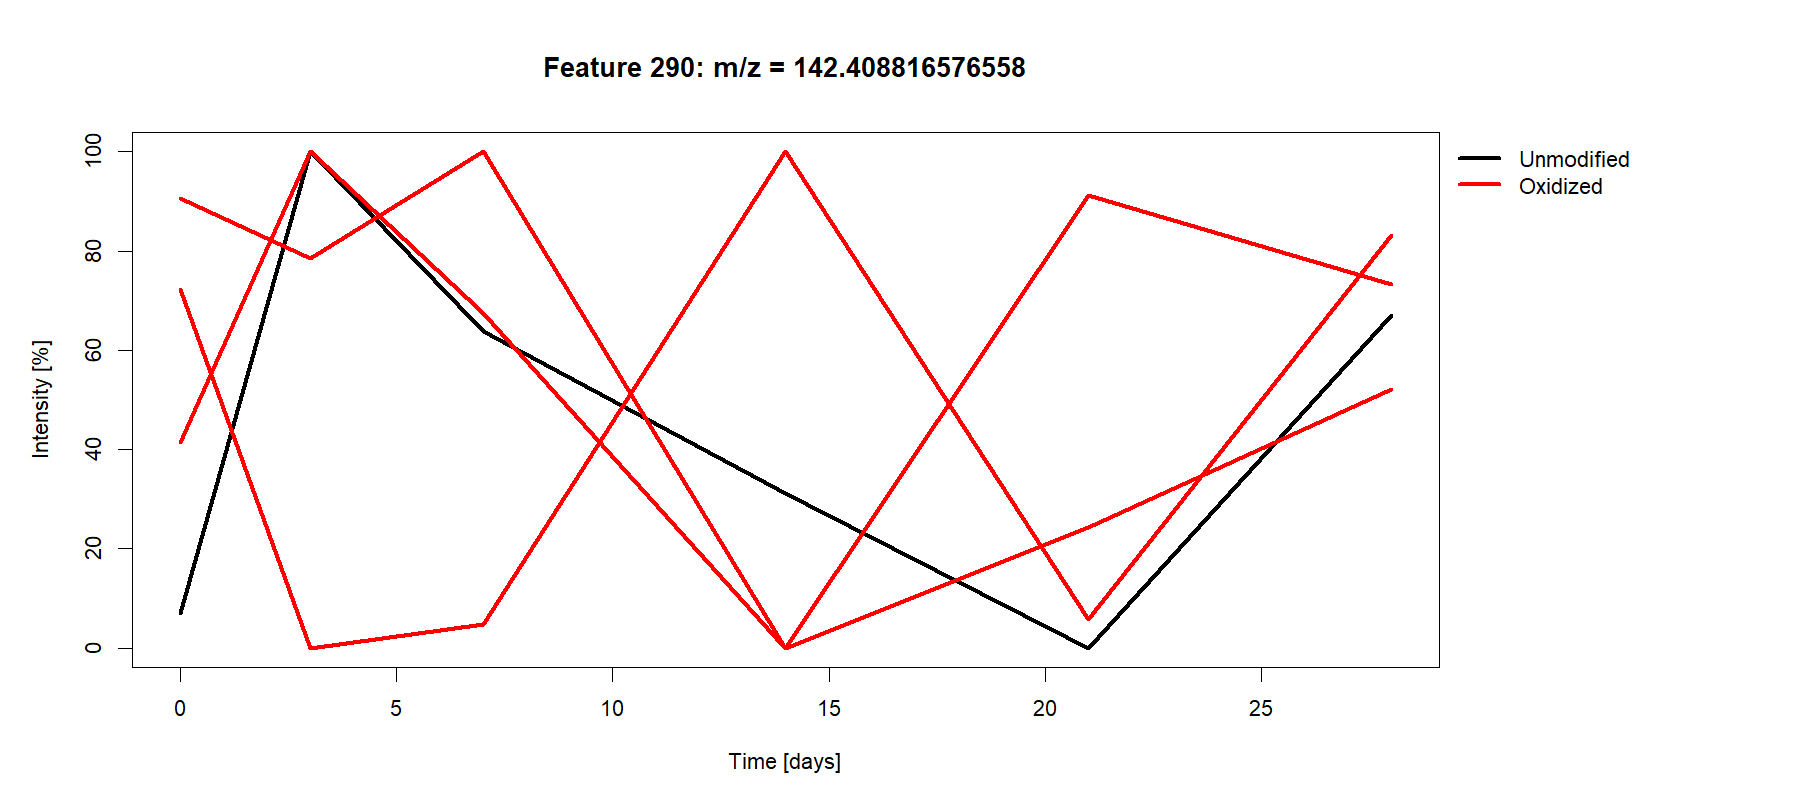 Feature 290: m/z = 142.408816576558
Unmodified
Oxidized
Intensity [%]
100
80
60
40
20
0
0 5 10 15 20 25
Time [days]